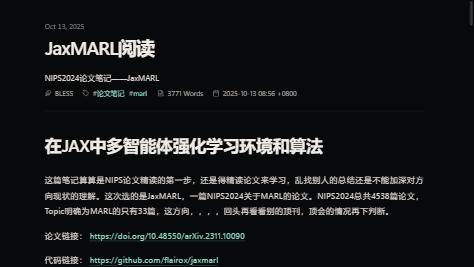 Oct 13, 2025
JaxMARL阅读
NIPS2024论文笔记——JaxMARL
BLESS #论文笔记 #marl 3771 Words 2025-10-13 08:56 +0800
在JAX中多智能体强化学习环境和算法
这篇笔记算算是NIPS论文精读的第一步，还是得精读论文来学习，乱找别人的总结还是不能加深对方
向现状的理解。这次选的是JaxMARL，一篇NIPS2024关于MARL的论文。NIPS2024总共4538篇论文，
Topic明确为MARL的只有33篇，这方向，，，，回头再看看别的顶刊，顶会的情况再下判断。
论文链接： https://doi.org/10.48550/arXiv.2311.10090
代码链接： https://github.com/flairox/jaxmarl